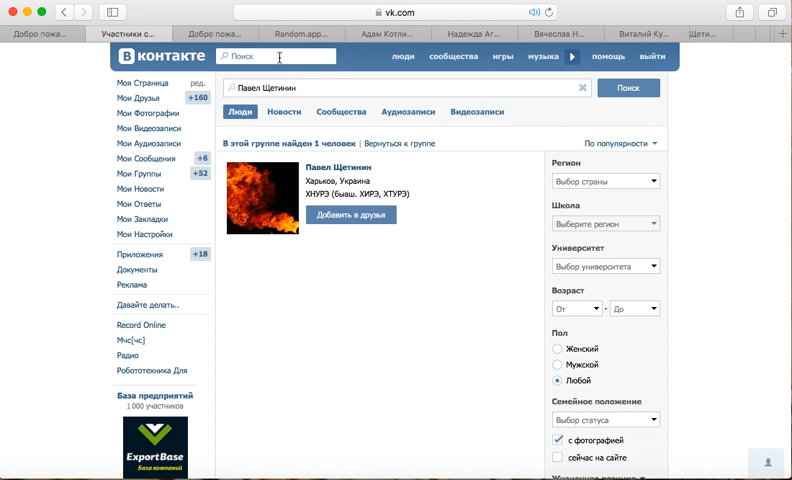 vk.com
Добро пожа...
Участники с...
Добро пожа...
Random.app...
Адам Котли...
Надежда Аг...
Вячеслав Н...
Виталий Ку...
Щети...
В контакте
Поиск
люди
сообщества
игры
музыка
помощь
выйти
Моя Страница
ред.
Мои Друзья
+160
Мои Фотографии
Мои Видеозаписи
Мои Аудиозаписи
Мои Сообщения
+6
Мои Группы
+52
Мои Новости
Мои Ответы
Мои Закладки
Мои Настройки
Приложения
+18
Документы
Реклама
Давайте делать..
Record Online
Мчс[чс]
Радио
Робототехника Для
База предприятий
1 000 участников
ExportBase
База компаний
Павел Щетинин
Поиск
Люди
Новости
Сообщества
Аудиозаписи
Видеозаписи
В этой группе найден 1 человек | Вернуться к группе
По популярности
Павел Щетинин
Харьков, Украина
ХНУРЭ (бывш. ХИРЭ, ХТУРЭ)
Добавить в друзья
Регион
Выбор страны
Школа
Выберите регион
Университет
Выбор университета
Возраст
От
-
До
Пол
Женский
Мужской
Любой
Семейное положение
Выбор статуса
с фотографией
сейчас на сайте